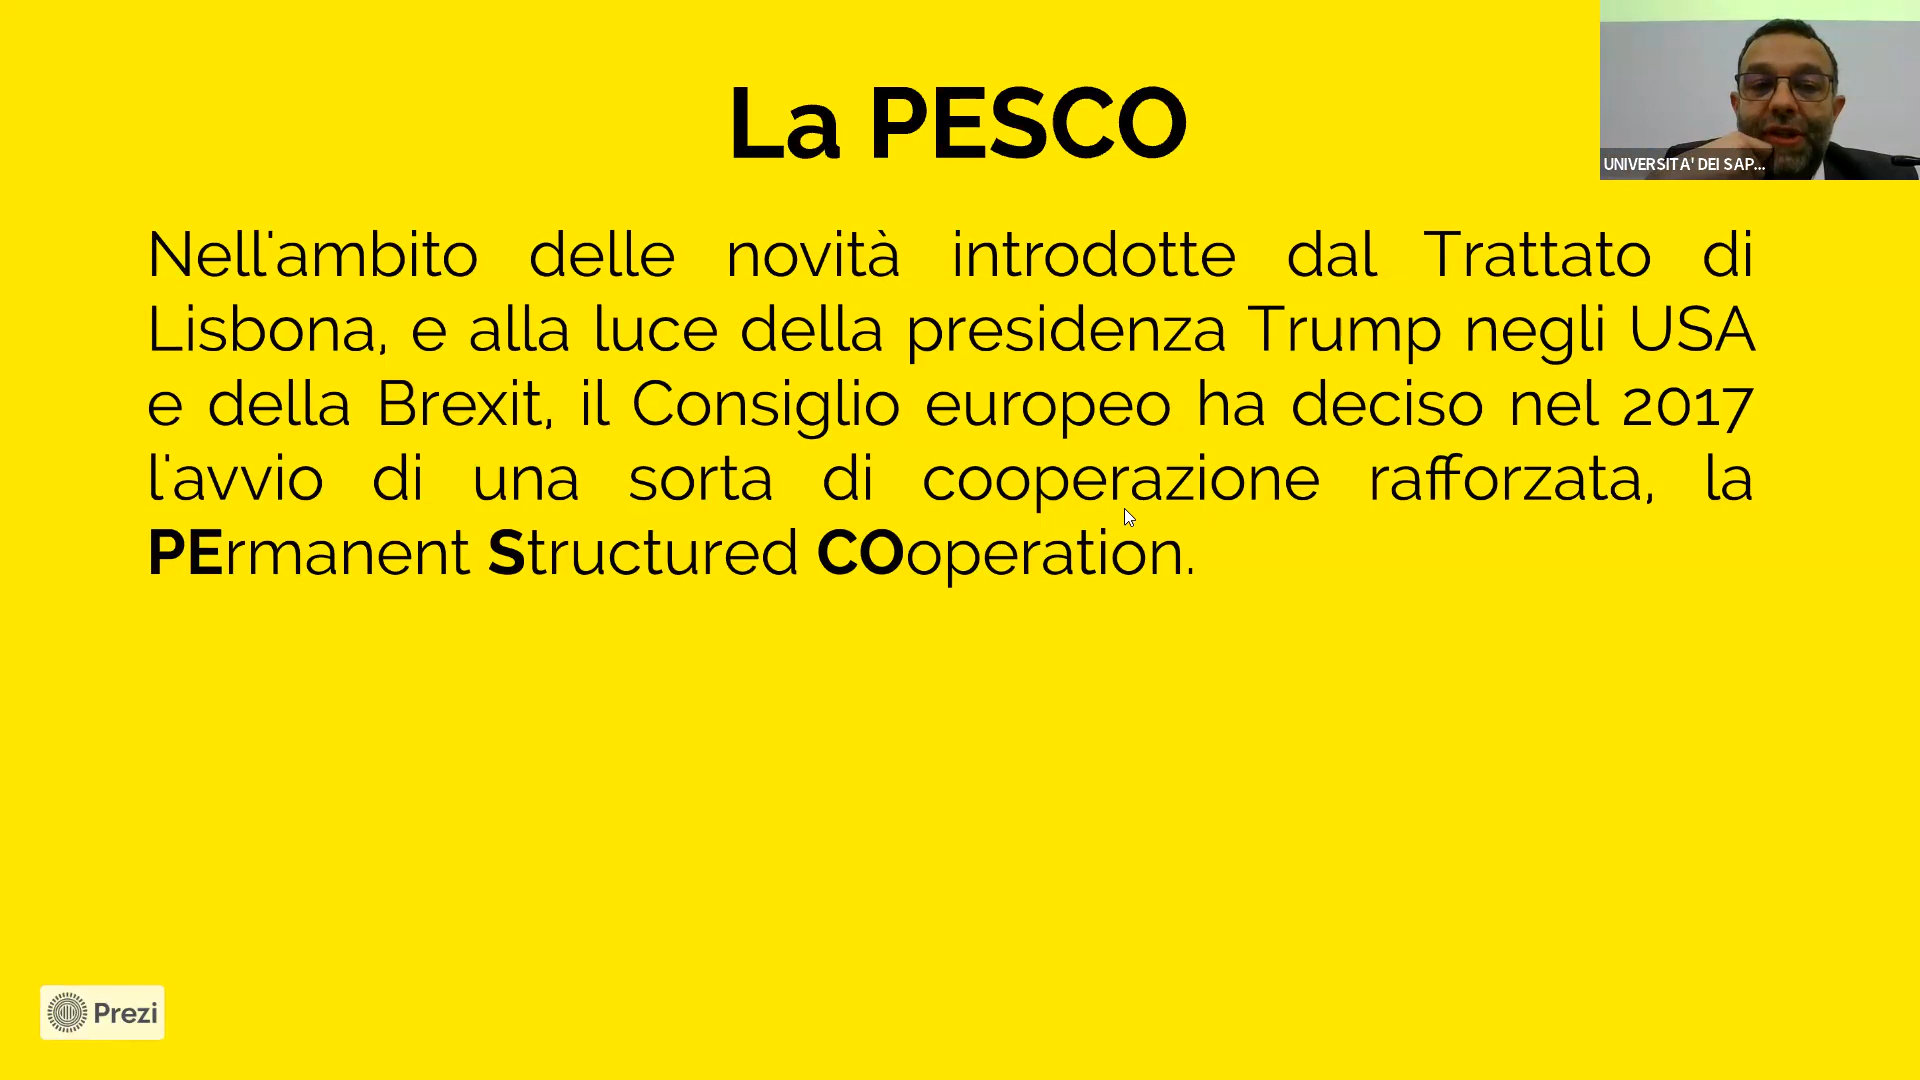 La PESCO
UNIVERSITA' DEI SAP...
Nell'ambito delle novità introdotte dal Trattato di
Lisbona, e alla luce della presidenza Trump negli USA
e della Brexit, il Consiglio europeo ha deciso nel 2017
l'avvio di una sorta di cooperazione rafforzata, la
PErmanent Structured COoperation.
Prezi